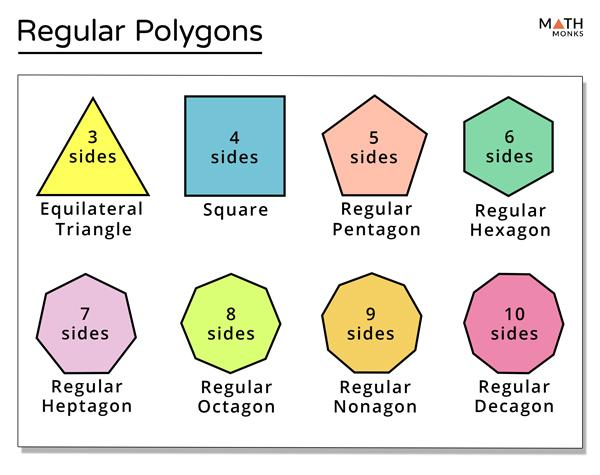 Regular Polygons
MATH
MONKS
3
sides
4
sides
5
sides
6
sides
Equilateral
Triangle
Square
Regular
Pentagon
Regular
Hexagon
7
sides
8
sides
9
sides
10
sides
Regular
Heptagon
Regular
Octagon
Regular
Nonagon
Regular
Decagon